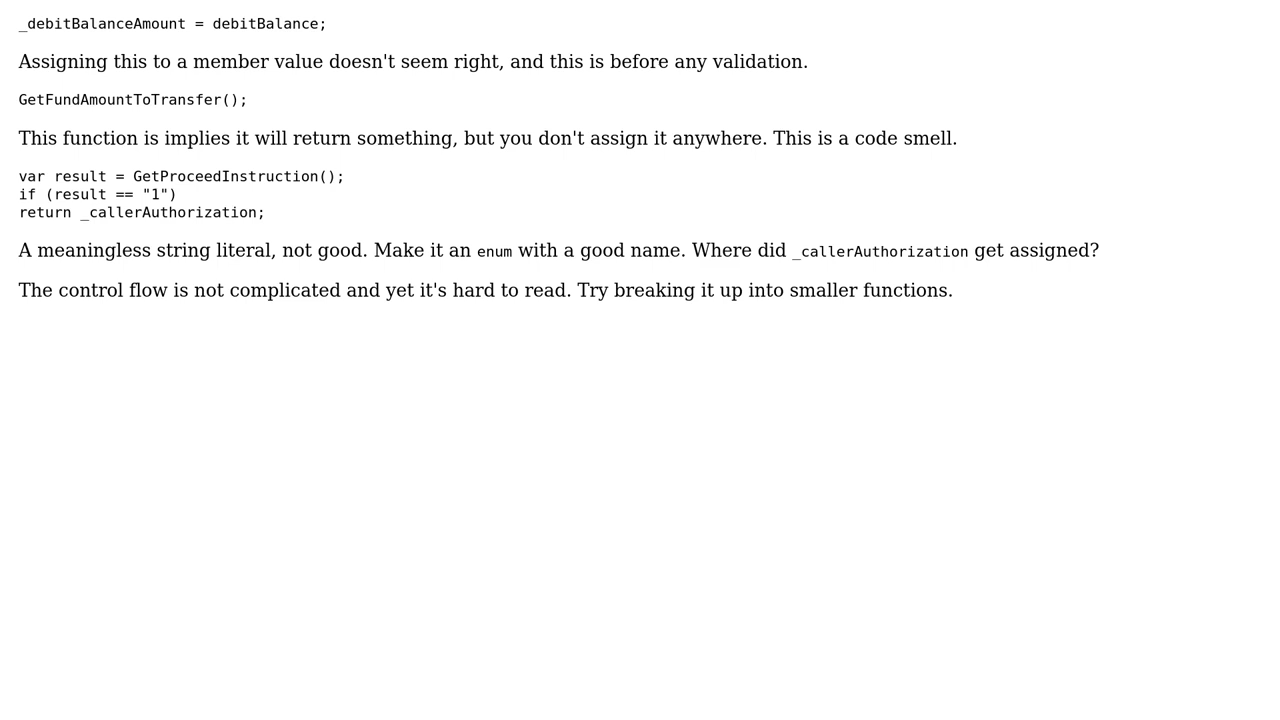 _debitBalanceAmount = debitBalance;
Assigning this to a member value doesn't seem right, and this is before any validation.
GetFundAmountToTransfer();
This function is implies it will return something, but you don't assign it anywhere. This is a code smell.
var result = GetProceedInstruction();
if (result == "1")
return _callerAuthorization;
A meaningless string literal, not good. Make it an enum with a good name. Where did _callerAuthorization get assigned?
The control flow is not complicated and yet it's hard to read. Try breaking it up into smaller functions.